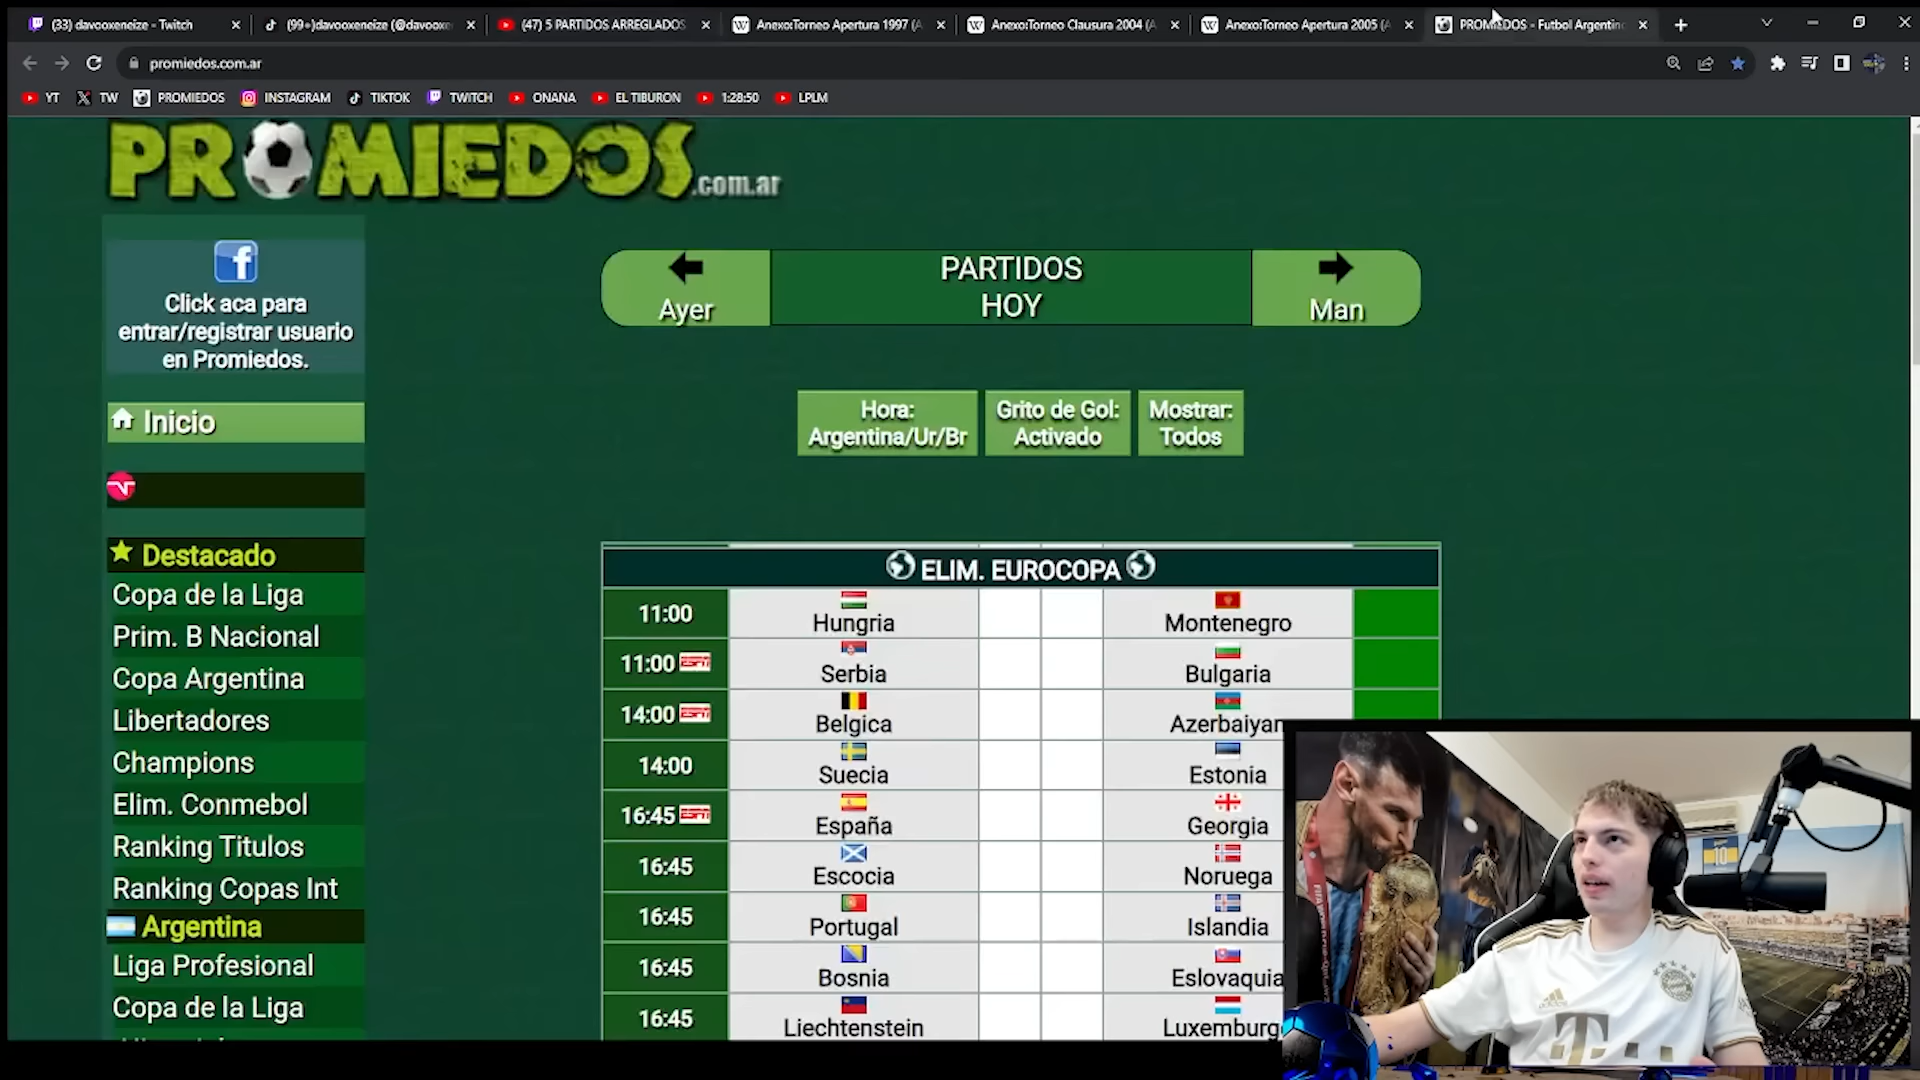 (33) davooxeneize - Twitch
(99+)davooxeneize (@davooxe
(47) 5 PARTIDOS ARREGLADOS
Anexo:Torneo Apertura 1997 (A
Anexo:Torneo Clausura 2004 (A
Anexo:Torneo Apertura 2005 (A
PROMIEDOS - Futbol Argentino
promiedos.com.ar
YT
TW
PROMIEDOS
INSTAGRAM
TIKTOK
TWITCH
ONANA
EL TIBURON
1:28:50
LPLM
PROMIEDOS.com.ar
Click aca para
entrar/registrar usuario
en Promiedos.
Inicio
Destacado
Copa de la Liga
Prim. B Nacional
Copa Argentina
Libertadores
Champions
Elim. Conmebol
Ranking Titulos
Ranking Copas Int
Argentina
Liga Profesional
Copa de la Liga
Ayer
PARTIDOS
HOY
Man
Hora:
Argentina/Ur/Br
Grito de Gol:
Activado
Mostrar:
Todos
ELIM. EUROCOPA
11:00 Hungria Montenegro
11:00 Serbia Bulgaria
14:00 Belgica Azerbaiyan
14:00 Suecia Estonia
16:45 España Georgia
16:45 Escocia Noruega
16:45 Portugal Islandia
16:45 Bosnia Eslovaquia
16:45 Liechtenstein Luxemburg
10
T